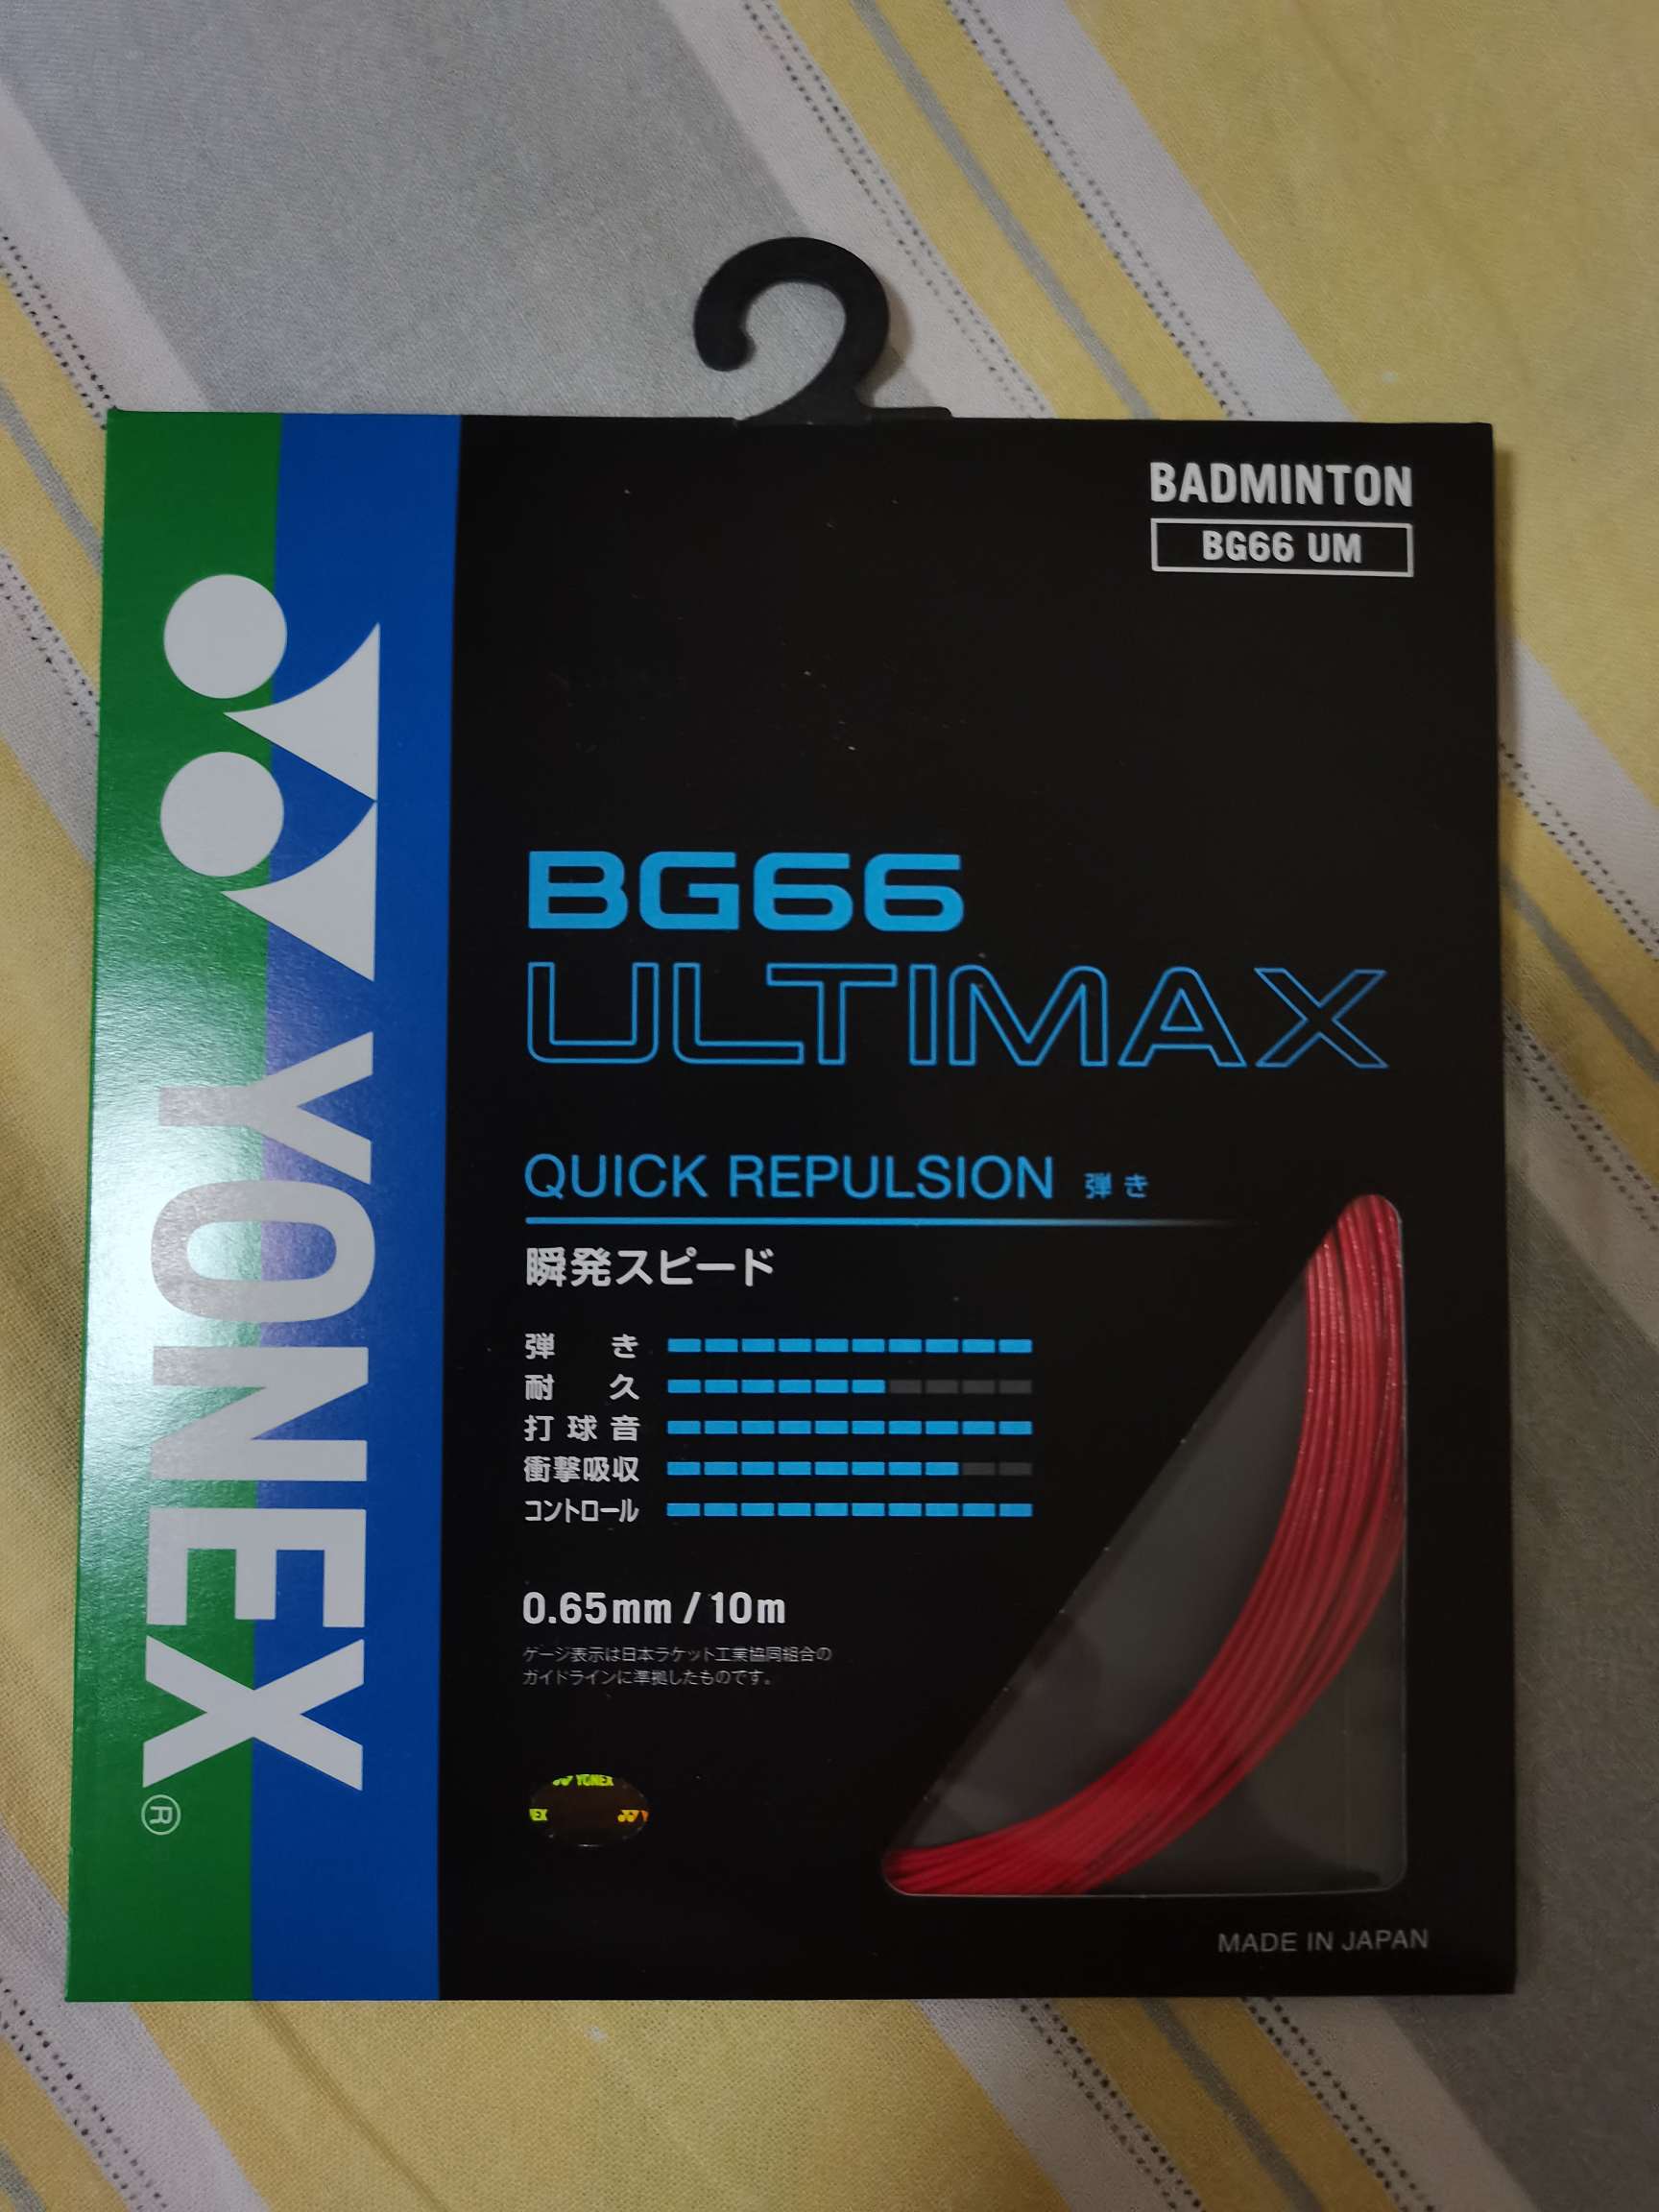 BADMINTON
BG66 UM
YONEX®
BG66
ULTIMAX
QUICK REPULSION 弾き
瞬発スピード
弾き
耐久
打球音
衝撃吸収
コントロール
0.65mm / 10m
ゲージ表示は日本ラケット工業協同組合の
ガイドラインに準拠したものです。
YONEX
EX
Y
MADE IN JAPAN